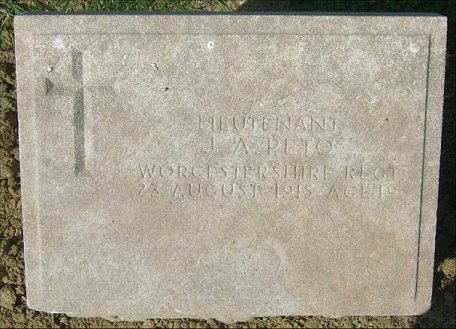 LIEUTENANT
J. A. PETO
WORCESTERSHIRE REGT
23 AUGUST 1915 AGE 19